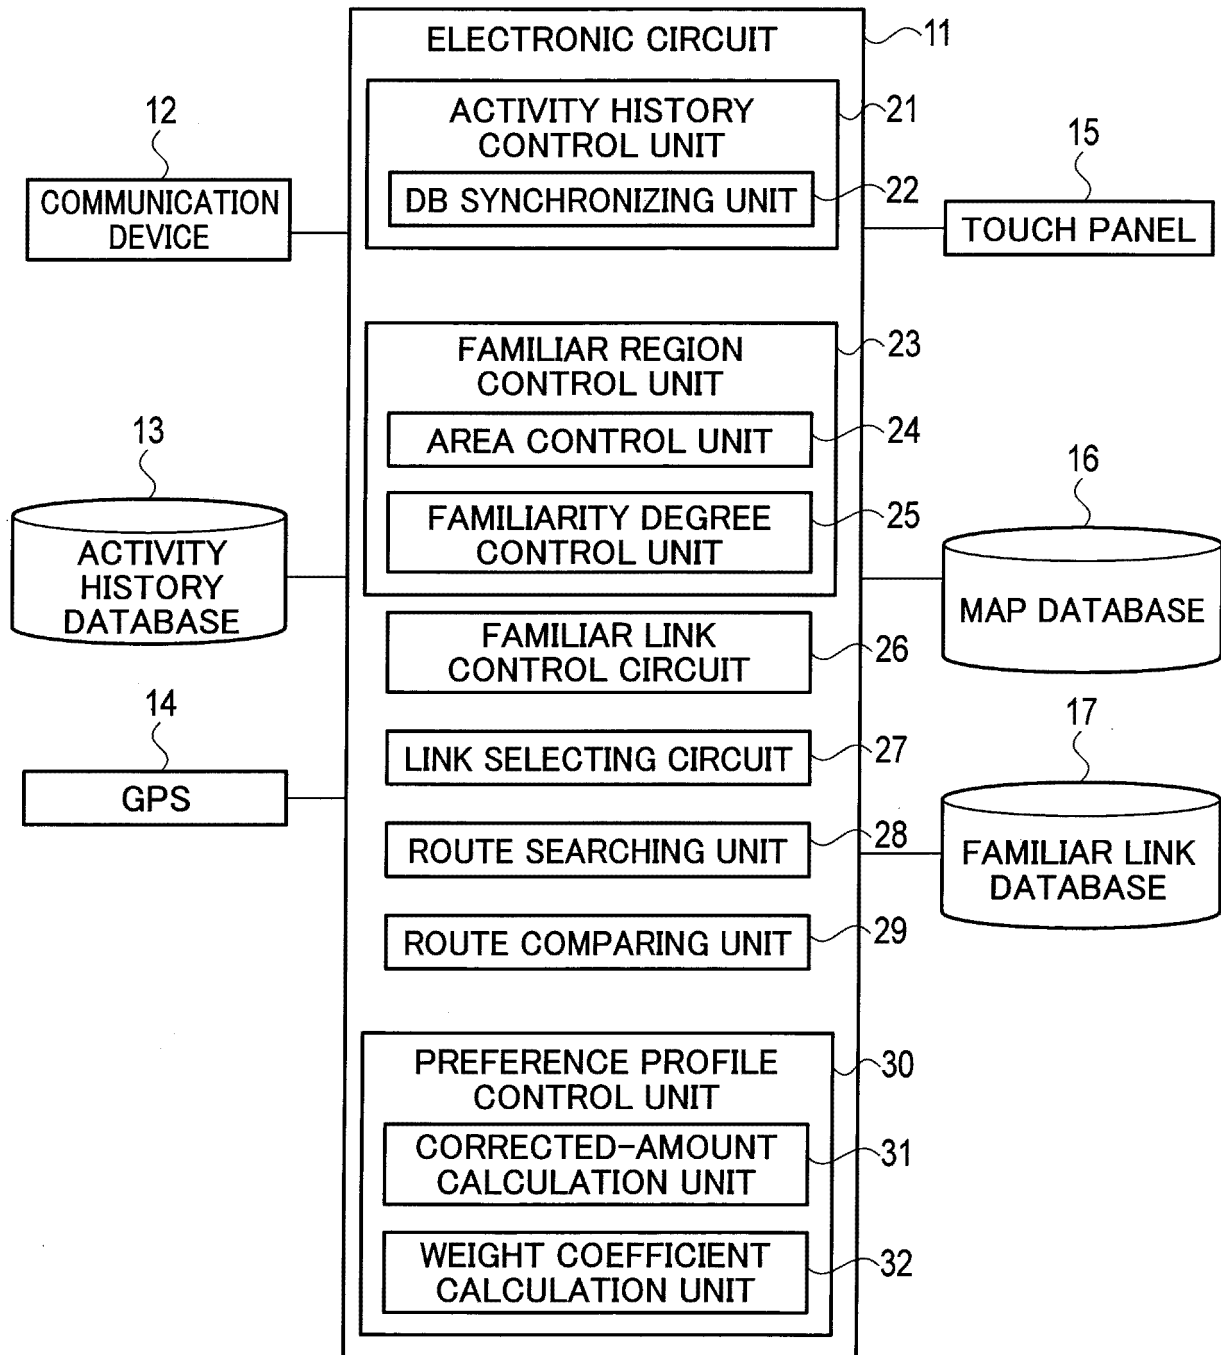 ELECTRONIC CIRCUIT
11
ACTIVITY HISTORY
CONTROL UNIT
21
DB SYNCHRONIZING UNIT
22
12
COMMUNICATION
DEVICE
15
TOUCH PANEL
FAMILIAR REGION
CONTROL UNIT
23
AREA CONTROL UNIT
24
FAMILIARITY DEGREE
CONTROL UNIT
25
13
ACTIVITY
HISTORY
DATABASE
16
MAP DATABASE
FAMILIAR LINK
CONTROL CIRCUIT
26
14
GPS
LINK SELECTING CIRCUIT
27
17
FAMILIAR LINK
DATABASE
ROUTE SEARCHING UNIT
28
ROUTE COMPARING UNIT
29
PREFERENCE PROFILE
CONTROL UNIT
30
CORRECTED-AMOUNT
CALCULATION UNIT
31
WEIGHT COEFFICIENT
CALCULATION UNIT
32